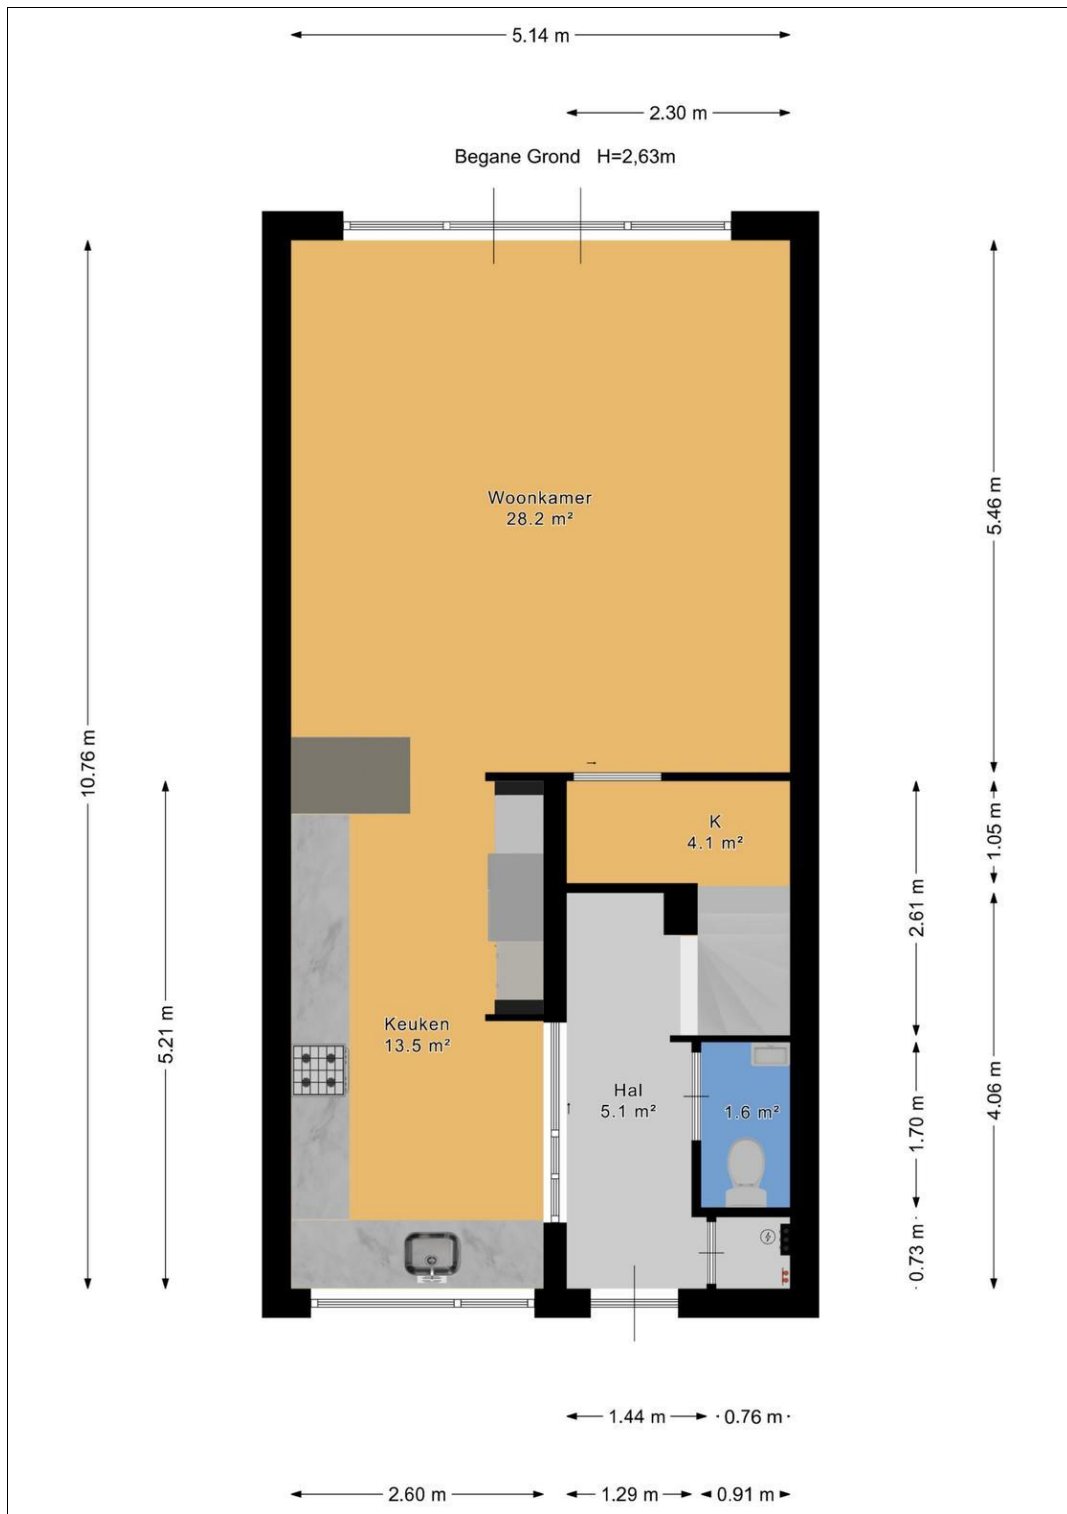 5.14 m
2.30 m
Begane Grond H=2,63m
Woonkamer
28.2 m²
5.46 m
10.76 m
K
4.1 m²
1.05 m
2.61 m
5.21 m
Keuken
13.5 m²
Hal
5.1 m²
1.6 m²
1.70 m
4.06 m
0.73 m
1.44 m
0.76 m
2.60 m
1.29 m
0.91 m